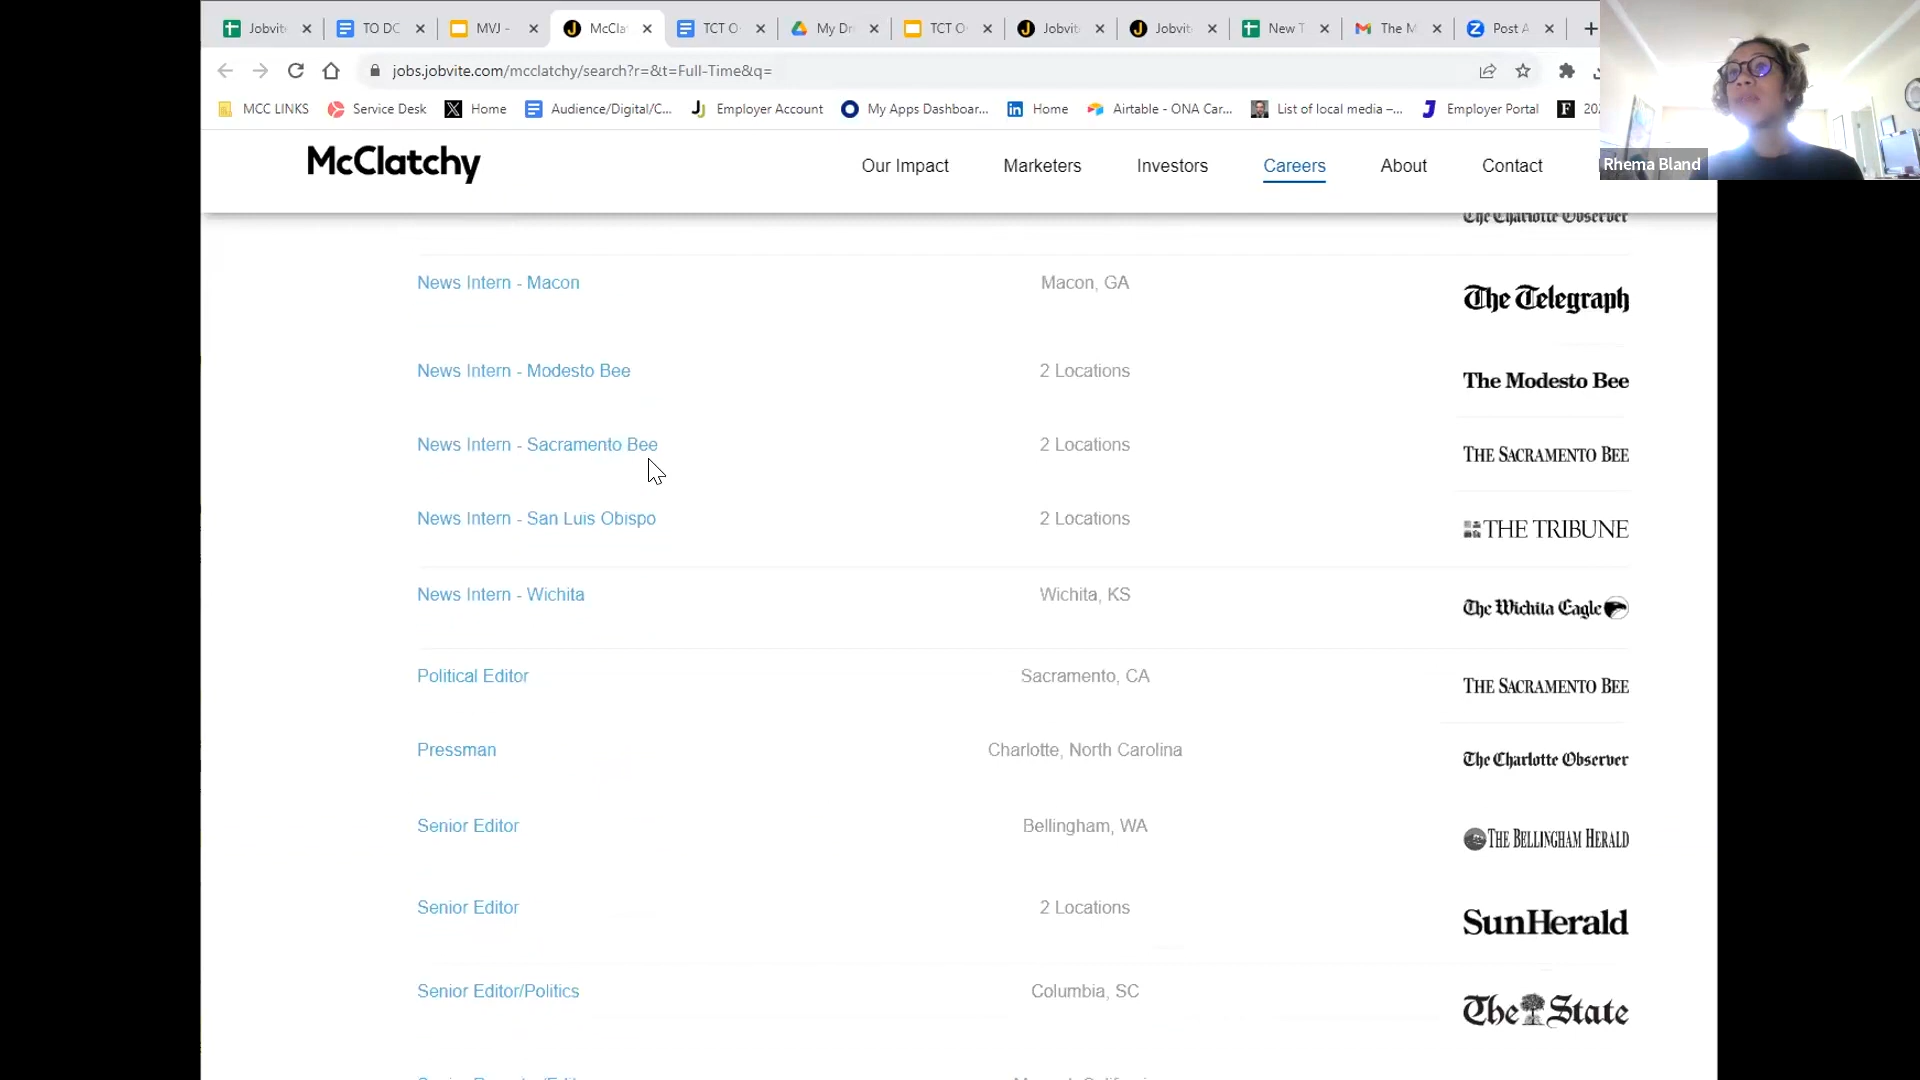 Jobvite
TO DO
MVJ -
McCla
TCT O
My Dr
TCT O
Jobvite
Jobvite
New T
The M
Post A
jobs.jobvite.com/mcclatchy/search?r=&t=Full-Time&q=
MCC LINKS
Service Desk
Home
Audience/Digital/C...
Employer Account
My Apps Dashboar...
Home
Airtable - ONA Car...
List of local media –...
Employer Portal
Rhema Bland
McClatchy
Our Impact
Marketers
Investors
Careers
About
Contact
The Charlotte Observer
News Intern - Macon
Macon, GA
The Telegraph
News Intern - Modesto Bee
2 Locations
The Modesto Bee
News Intern - Sacramento Bee
2 Locations
THE SACRAMENTO BEE
News Intern - San Luis Obispo
2 Locations
THE TRIBUNE
News Intern - Wichita
Wichita, KS
The Wichita Eagle
Political Editor
Sacramento, CA
THE SACRAMENTO BEE
Pressman
Charlotte, North Carolina
The Charlotte Observer
Senior Editor
Bellingham, WA
THE BELLINGHAM HERALD
Senior Editor
2 Locations
SunHerald
Senior Editor/Politics
Columbia, SC
The State